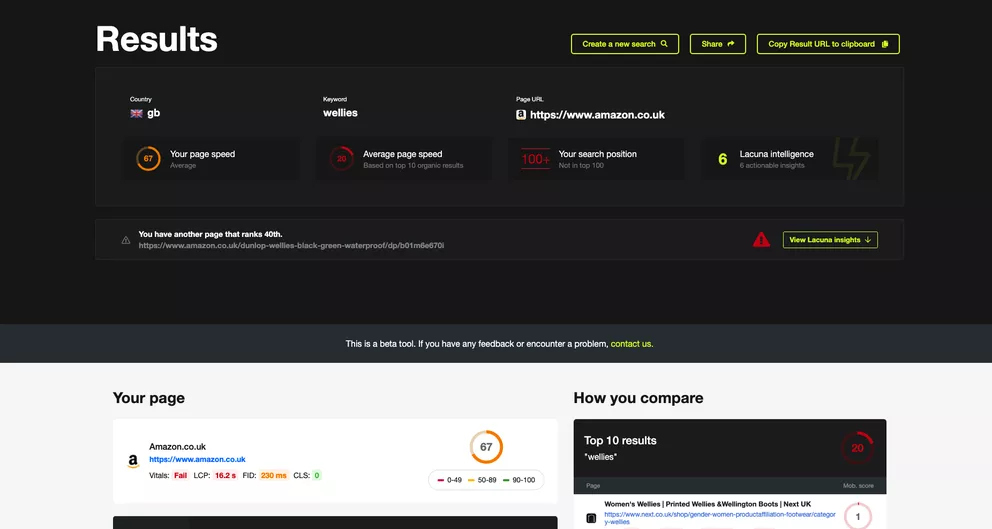 Results
Create a new search
Share
Copy Result URL to clipboard
Country
gb
Keyword
wellies
Page URL
https://www.amazon.co.uk
67
Your page speed
Average
20
Average page speed
Based on top 10 organic results
100+
Your search position
Not in top 100
6
Lacuna intelligence
6 actionable insights
You have another page that ranks 40th.
https://www.amazon.co.uk/dunlop-wellies-black-green-waterproof/dp/b01m6e670i
View Lacuna insights
This is a beta tool. If you have any feedback or encounter a problem, contact us.
Your page
Amazon.co.uk
https://www.amazon.co.uk
Vitals: Fail LCP: 16.2 s FID: 230 ms CLS: 0
67
0-49 50-89 90-100
How you compare
Top 10 results
"wellies"
20
Page Mob. score
Women's Wellies | Printed Wellies &Wellington Boots | Next UK
https://www.next.co.uk/shop/gender-women-productaffiliation-footwear/categor
y-wellies
1